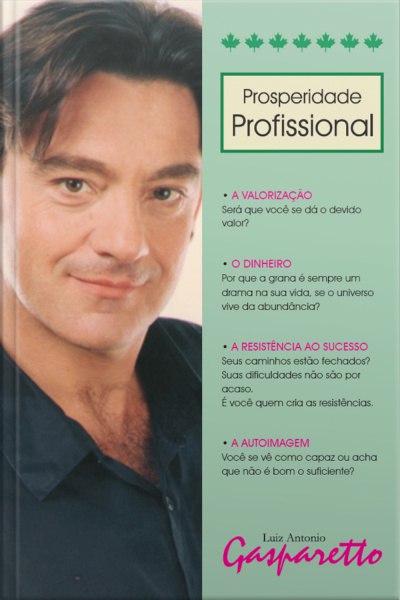 Prosperidade
Profissional
• A VALORIZAÇÃO
Será que você se dá o devido
valor?
• O DINHEIRO
Por que a grana é sempre um
drama na sua vida, se o universo
vive da abundância?
• A RESISTÊNCIA AO SUCESSO
Seus caminhos estão fechados?
Suas dificuldades não são por
acaso.
É você quem cria as resistências.
• A AUTOIMAGEM
Você se vê como capaz ou acha
que não é bom o suficiente?
Luiz Antonio
Gasparetto